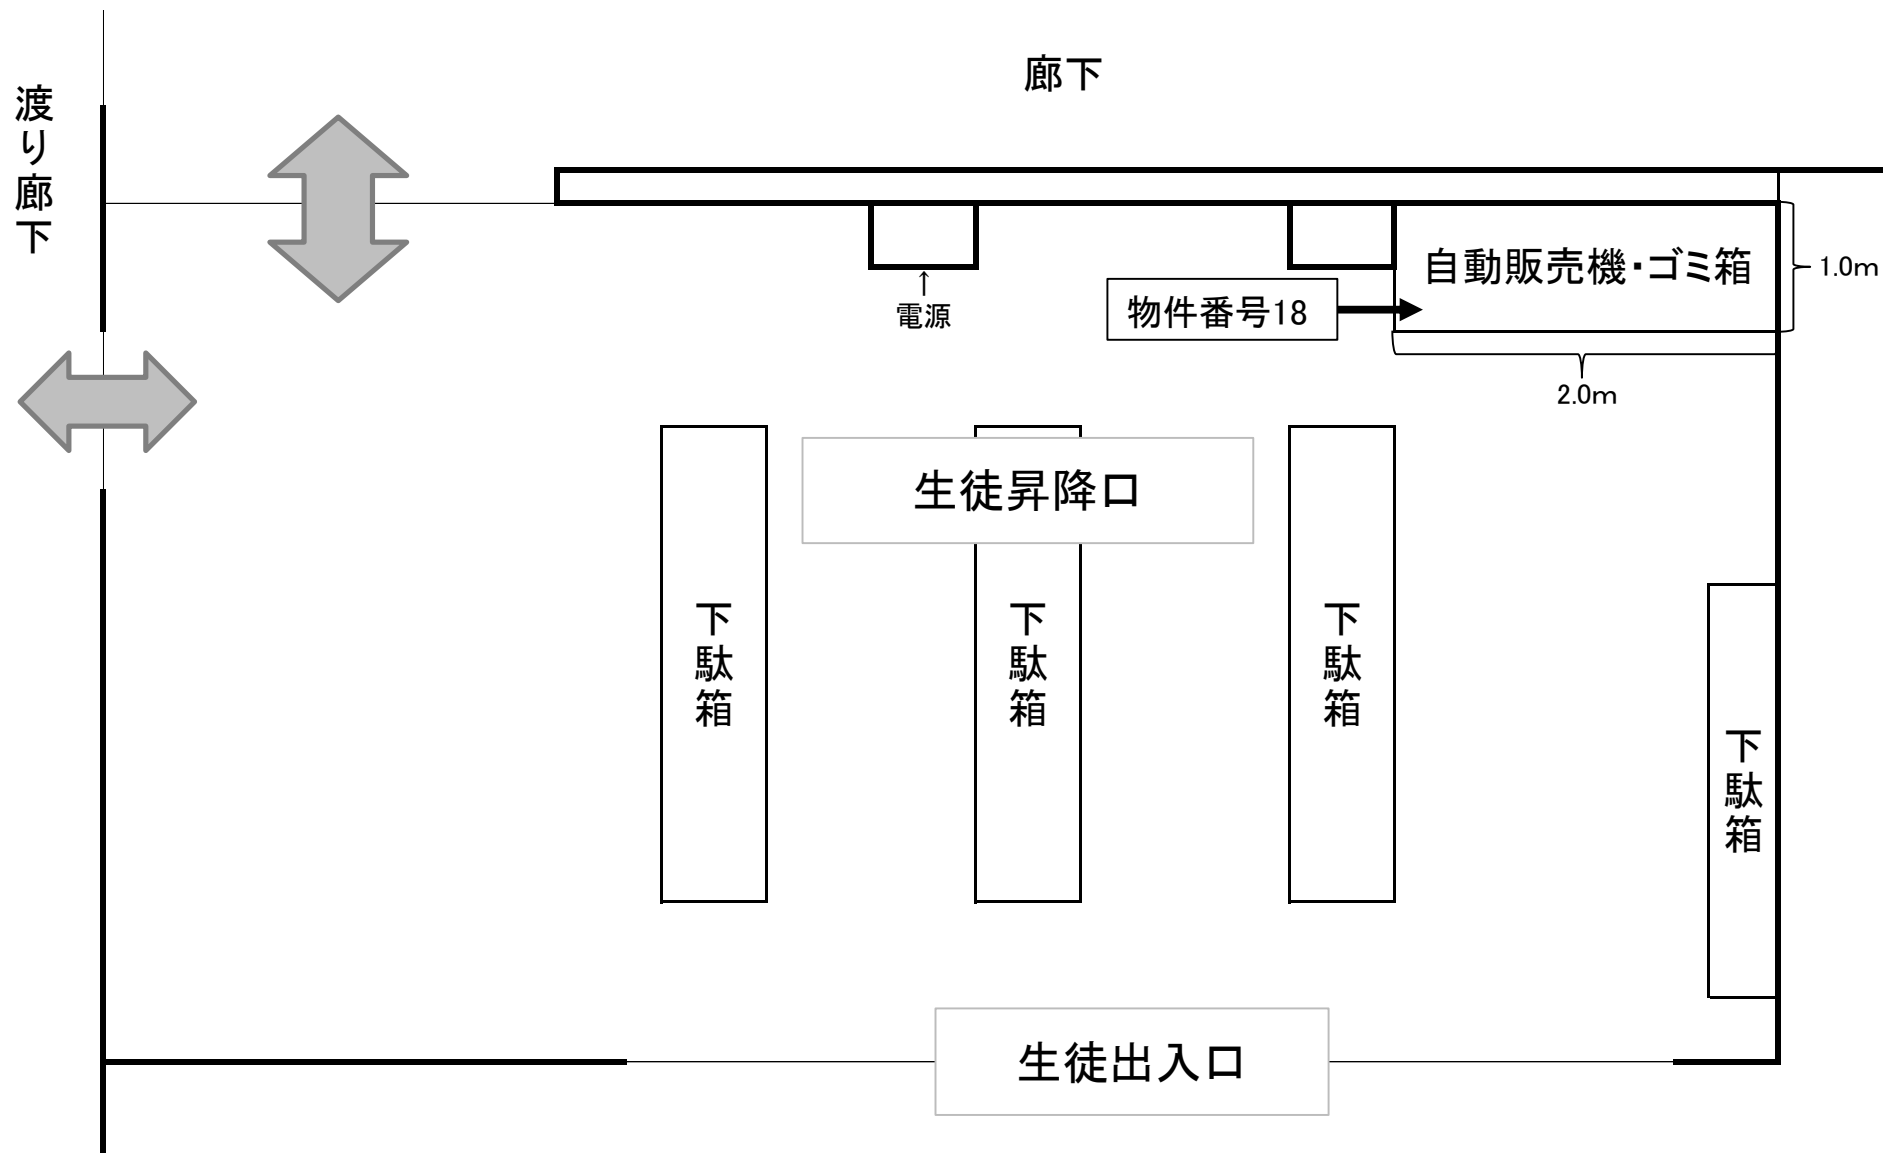 廊下
渡り廊下
自動販売機・ゴミ箱
1.0m
↑
電源
物件番号18
2.0m
生徒昇降口
下駄箱
下駄箱
下駄箱
下駄箱
生徒出入口